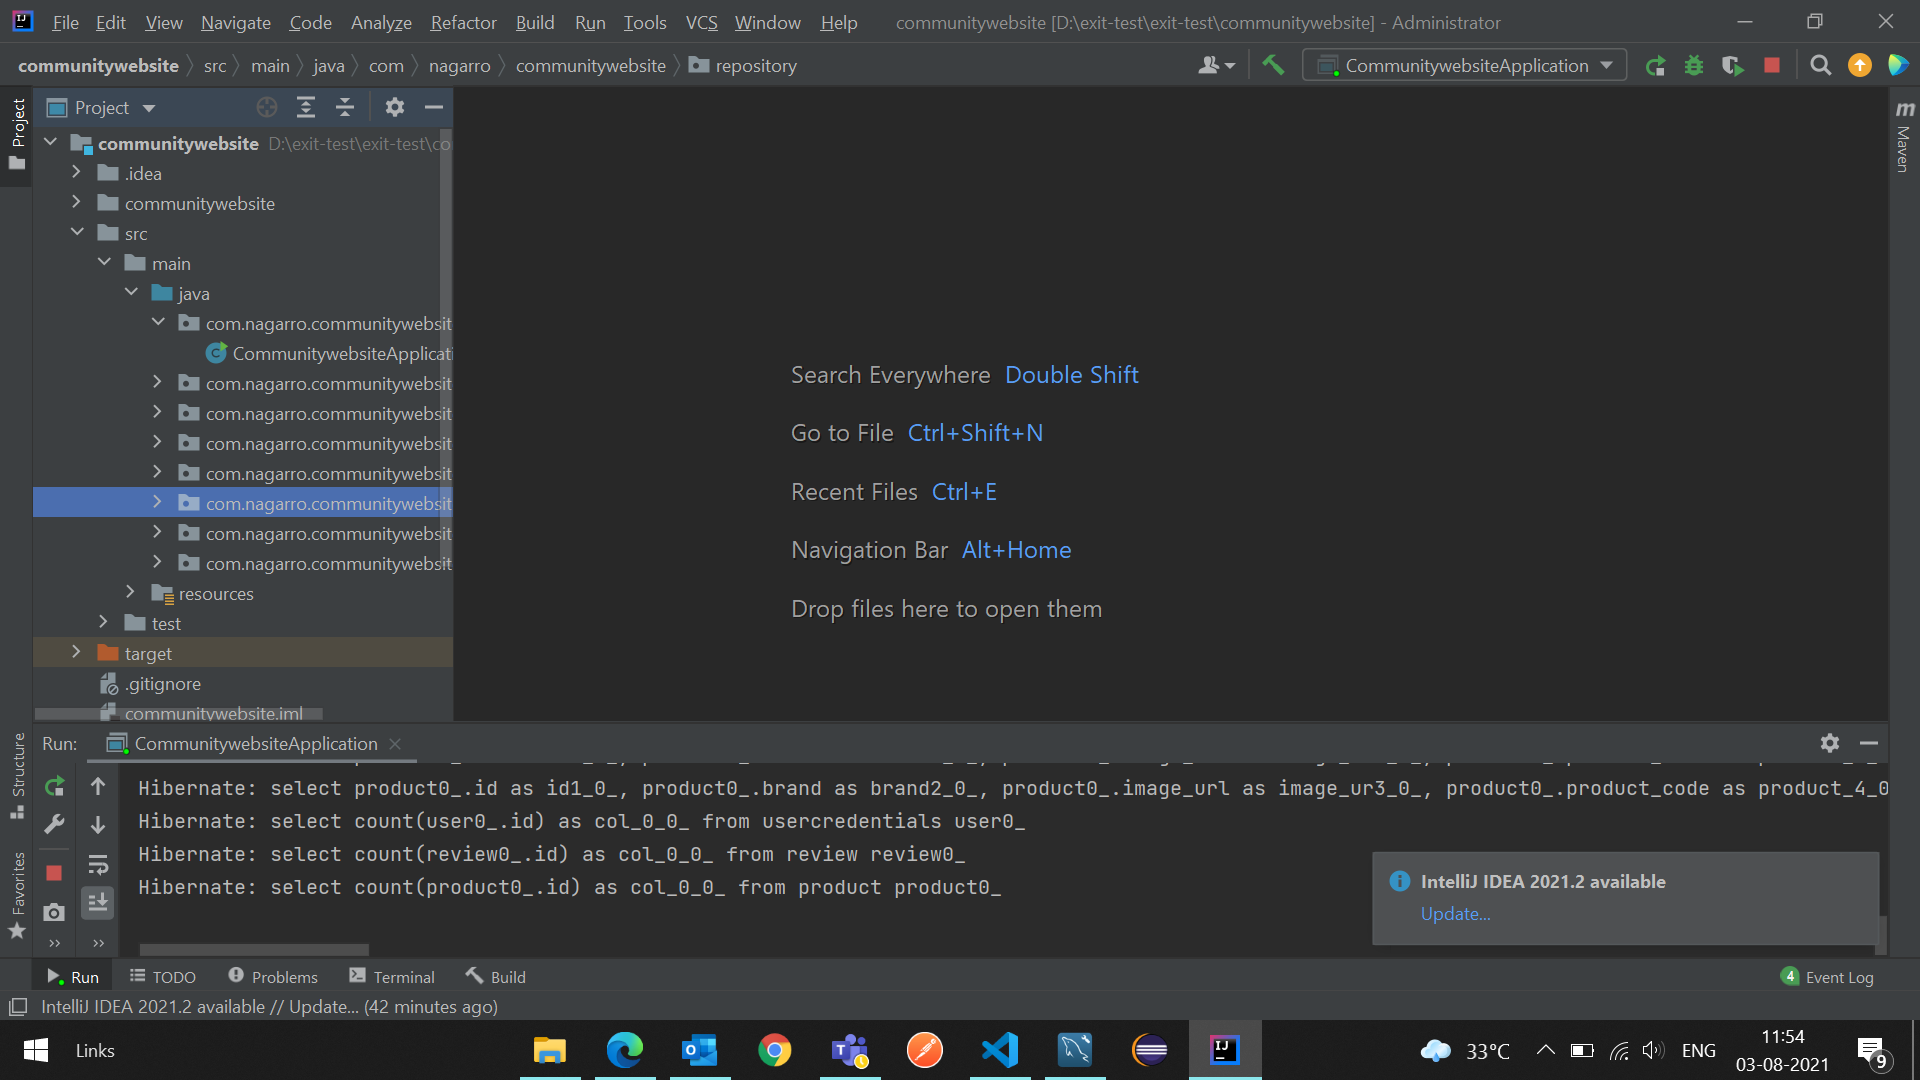 File Edit View Navigate Code Analyze Refactor Build Run Tools VCS Window Help communitywebsite [D:\exit-test\exit-test\communitywebsite] - Administrator
communitywebsite src main java com nagarro communitywebsite repository CommunitywebsiteApplication
Project
Project
communitywebsite D:\exit-test\exit-test\co
.idea
communitywebsite
src
main
java
com.nagarro.communitywebsit
CommunitywebsiteApplicati
com.nagarro.communitywebsit
com.nagarro.communitywebsit
com.nagarro.communitywebsit
com.nagarro.communitywebsit
com.nagarro.communitywebsit
com.nagarro.communitywebsit
com.nagarro.communitywebsit
resources
test
target
.gitignore
communitywebsite.iml
Search Everywhere Double Shift
Go to File Ctrl+Shift+N
Recent Files Ctrl+E
Navigation Bar Alt+Home
Drop files here to open them
Maven
Structure
Favorites
Run: CommunitywebsiteApplication
Hibernate: select product0_.id as id1_0_, product0_.brand as brand2_0_, product0_.image_url as image_ur3_0_, product0_.product_code as product_4_0
Hibernate: select count(user0_.id) as col_0_0_ from usercredentials user0_
Hibernate: select count(review0_.id) as col_0_0_ from review review0_
Hibernate: select count(product0_.id) as col_0_0_ from product product0_
IntelliJ IDEA 2021.2 available
Update...
Run TODO Problems Terminal Build 4 Event Log
IntelliJ IDEA 2021.2 available // Update... (42 minutes ago)
Links 33°C ENG 11:54
03-08-2021 9